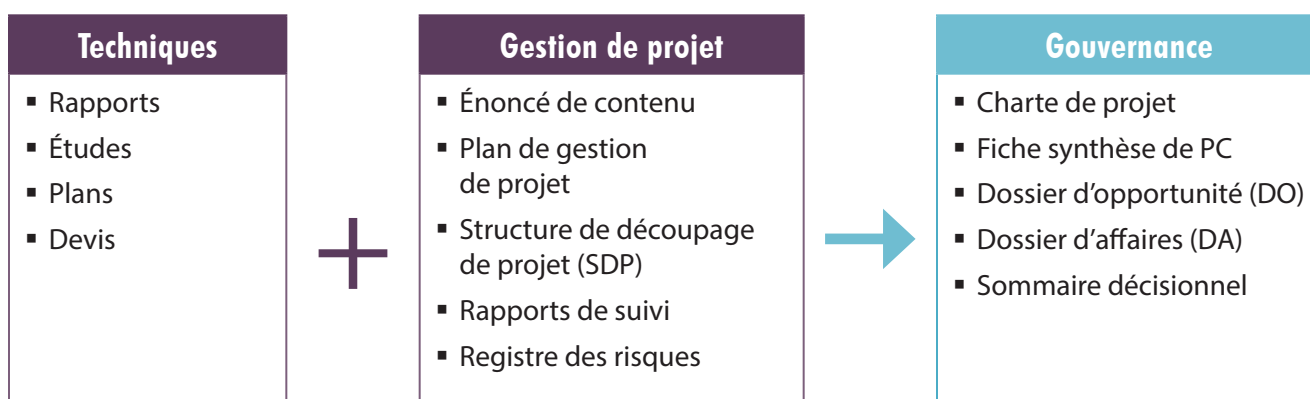 Techniques
▪ Rapports
▪ Études
▪ Plans
▪ Devis
+
Gestion de projet
▪ Énoncé de contenu
▪ Plan de gestion
de projet
▪ Structure de découpage
de projet (SDP)
▪ Rapports de suivi
▪ Registre des risques
Gouvernance
▪ Charte de projet
▪ Fiche synthèse de PC
▪ Dossier d’opportunité (DO)
▪ Dossier d’affaires (DA)
▪ Sommaire décisionnel